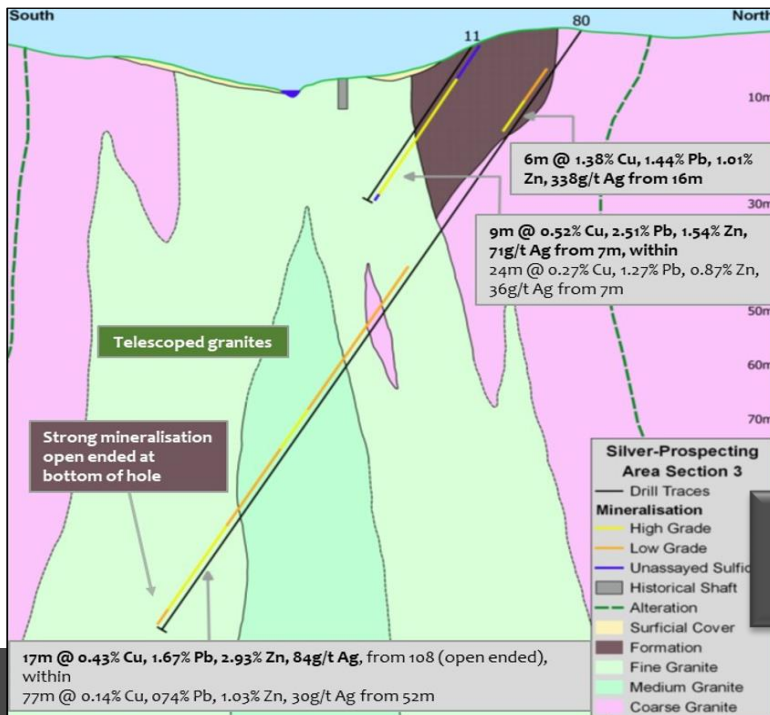 South
North
11
80
10m
6m @ 1.38% Cu, 1.44% Pb, 1.01%
Zn, 338g/t Ag from 16m
30m
9m @ 0.52% Cu, 2.51% Pb, 1.54% Zn,
71g/t Ag from 7m, within
24m @ 0.27% Cu, 1.27% Pb, 0.87% Zn,
36g/t Ag from 7m
50m
Telescoped granites
60m
70m
Strong mineralisation
open ended at
bottom of hole
Silver-Prospecting
Area Section 3
Drill Traces
Mineralisation
High Grade
Low Grade
Unassayed Sulfid
Historical Shaft
Alteration
Surficial Cover
Formation
Fine Granite
Medium Granite
Coarse Granite
17m @ 0.43% Cu, 1.67% Pb, 2.93% Zn, 84g/t Ag, from 108 (open ended),
within
77m @ 0.14% Cu, 074% Pb, 1.03% Zn, 30g/t Ag from 52m